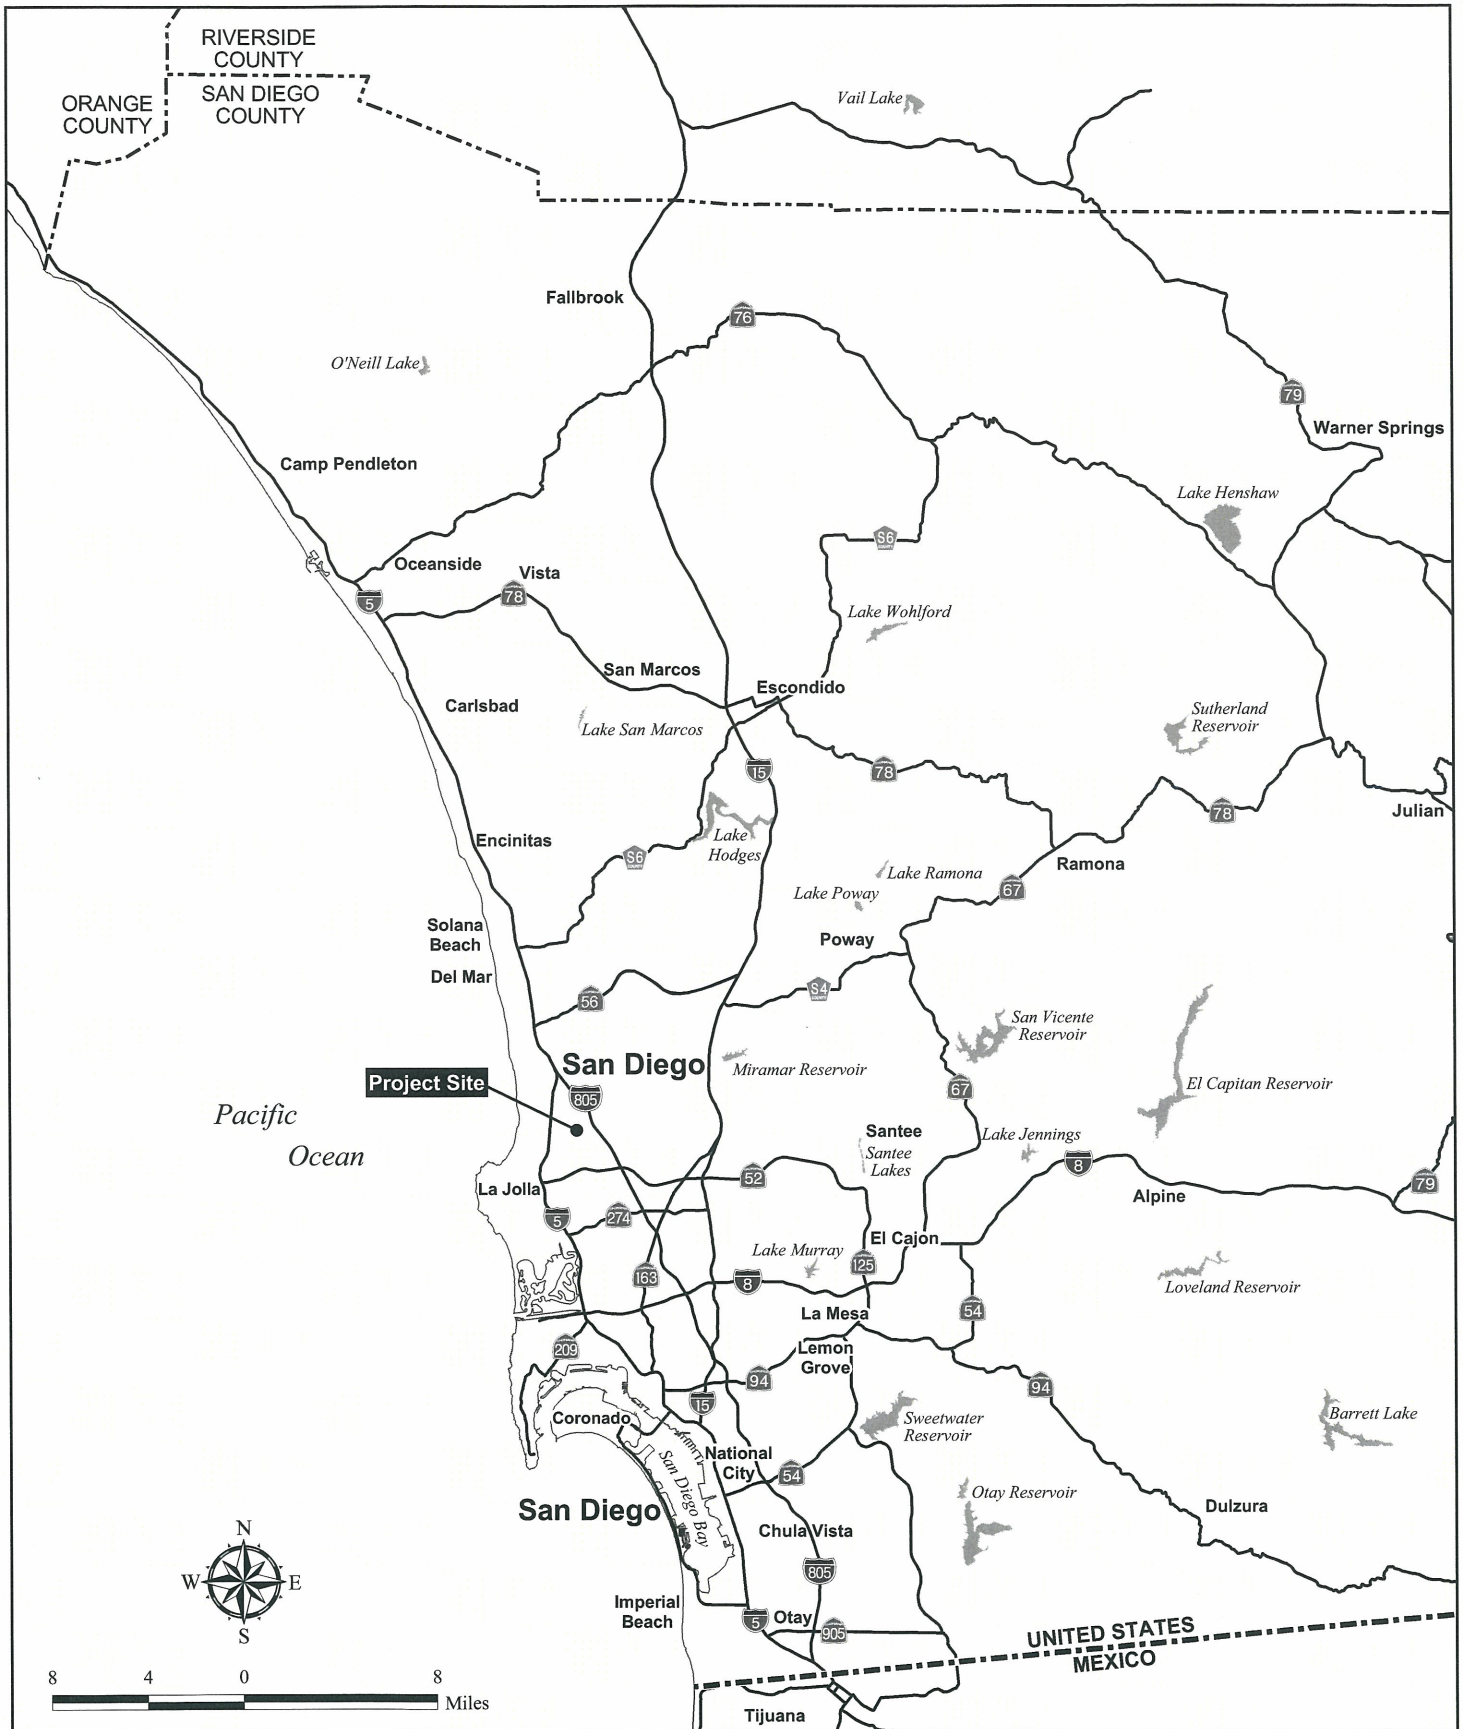 RIVERSIDE
COUNTY
ORANGE
COUNTY
SAN DIEGO
COUNTY
Vail Lake
Fallbrook
76
O'Neill Lake
79
Warner Springs
Camp Pendleton
Lake Henshaw
S6
COUNTY
Oceanside
Vista
78
5
Lake Wohlford
San Marcos
Escondido
Carlsbad
Lake San Marcos
Sutherland
Reservoir
15
78
78
Julian
Encinitas
Lake
Hodges
S6
COUNTY
Ramona
Lake Ramona
67
Lake Poway
Solana
Beach
Poway
Del Mar
56
S4
COUNTY
San Vicente
Reservoir
San Diego
Miramar Reservoir
Project Site
805
67
El Capitan Reservoir
Pacific
Ocean
Santee
Santee
Lakes
Lake Jennings
8
52
La Jolla
Alpine
79
5
274
El Cajon
Lake Murray
125
163
8
Loveland Reservoir
La Mesa
54
209
Lemon
Grove
94
94
15
Coronado
Sweetwater
Reservoir
Barrett Lake
National
City
54
San Diego Bay
Otay Reservoir
San Diego
Dulzura
Chula Vista
805
N
W
E
S
Imperial
Beach
5
Otay
905
UNITED STATES
MEXICO
8
4
0
8
Miles
Tijuana